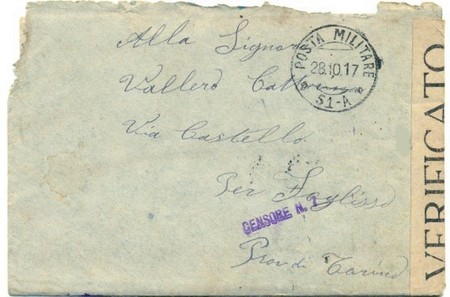 Alla Signora
Vallero Catterina
Via Castello
Per Foglizzo
Prov di Torino
POSTA MILITARE
28.10.17
51-A
CENSORE N. 1
VERIFICATO